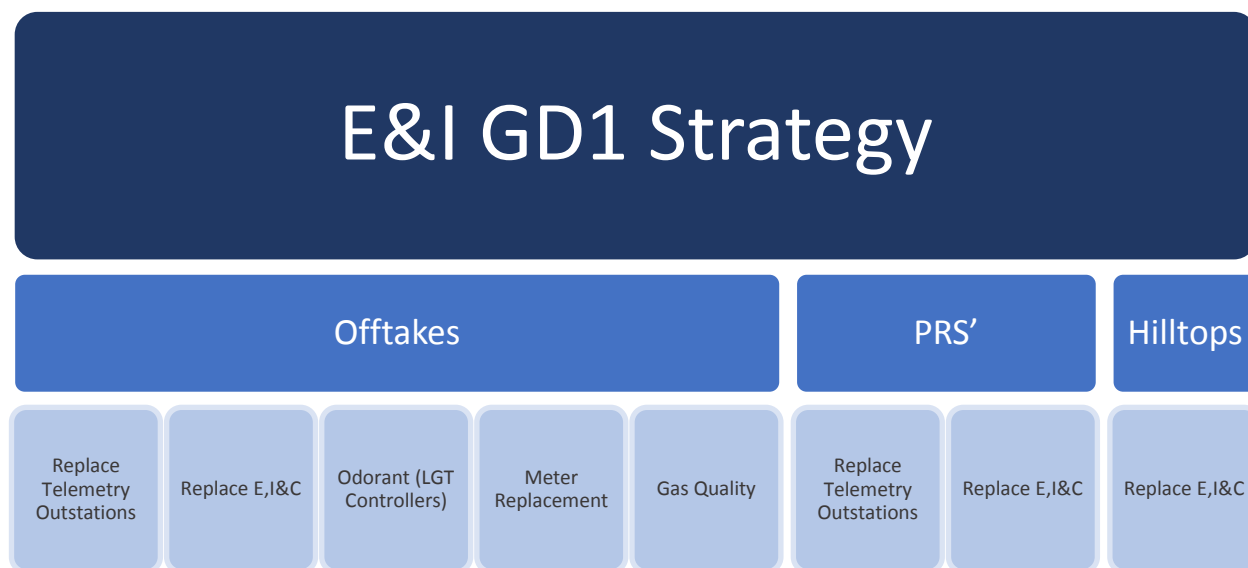 E&I GD1 Strategy
Offtakes
PRS’
Hilltops
Replace
Telemetry
Outstations
Replace E,I&C
Odorant (LGT
Controllers)
Meter
Replacement
Gas Quality
Replace
Telemetry
Outstations
Replace E,I&C
Replace E,I&C